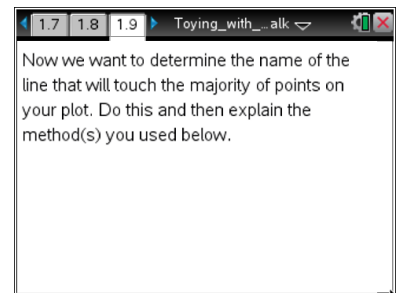 1.7 1.8 1.9 Toying_with_...alk
Now we want to determine the name of the
line that will touch the majority of points on
your plot. Do this and then explain the
method(s) you used below.